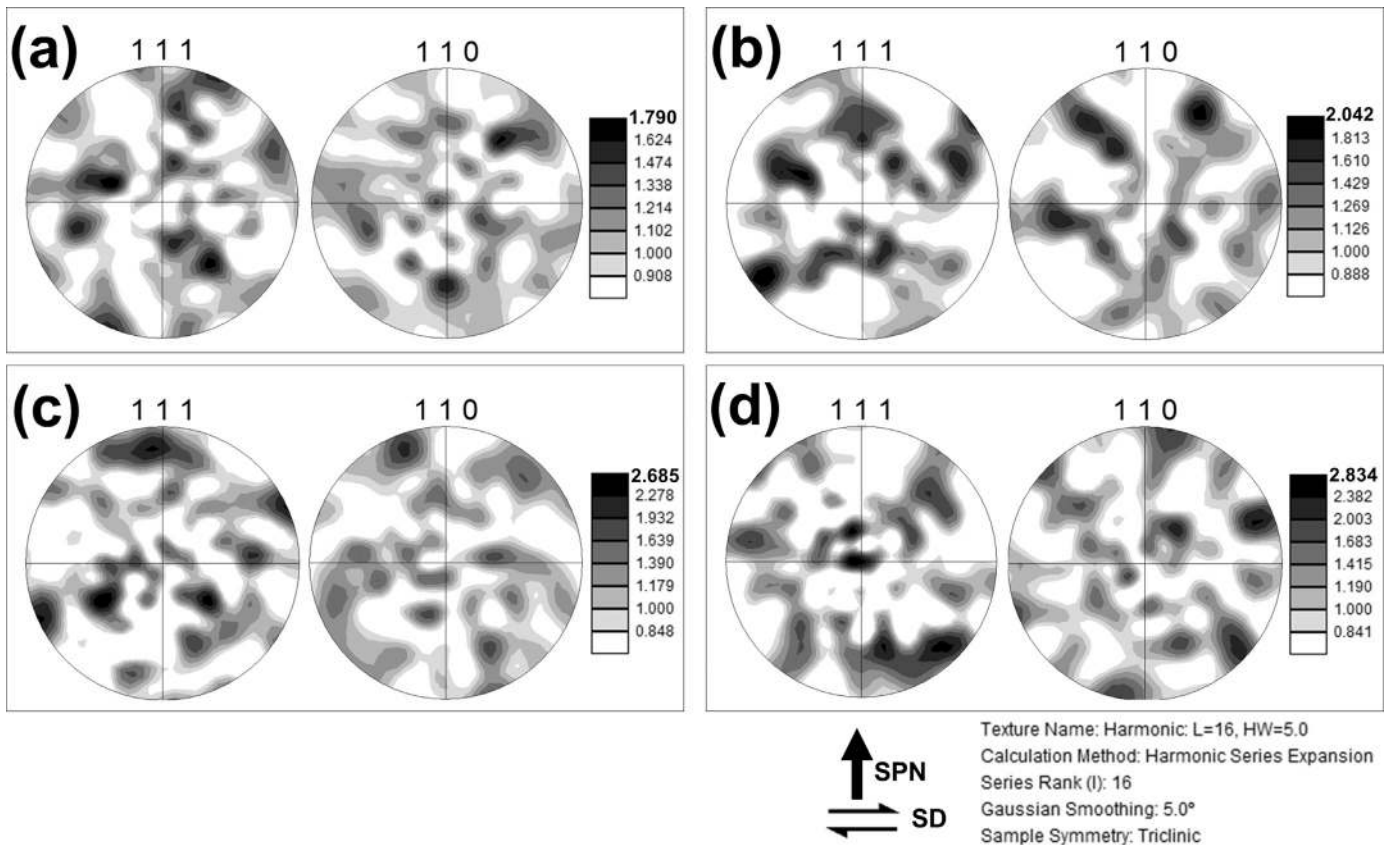 (a)
1 1 1
1 1 0
1.790
1.624
1.474
1.338
1.214
1.102
1.000
0.908
(b)
1 1 1
1 1 0
2.042
1.813
1.610
1.429
1.269
1.126
1.000
0.888
(c)
1 1 1
1 1 0
2.685
2.278
1.932
1.639
1.390
1.179
1.000
0.848
(d)
1 1 1
1 1 0
2.834
2.382
2.003
1.683
1.415
1.190
1.000
0.841
SPN
SD
Texture Name: Harmonic: L=16, HW=5.0
Calculation Method: Harmonic Series Expansion
Series Rank (l): 16
Gaussian Smoothing: 5.0°
Sample Symmetry: Triclinic